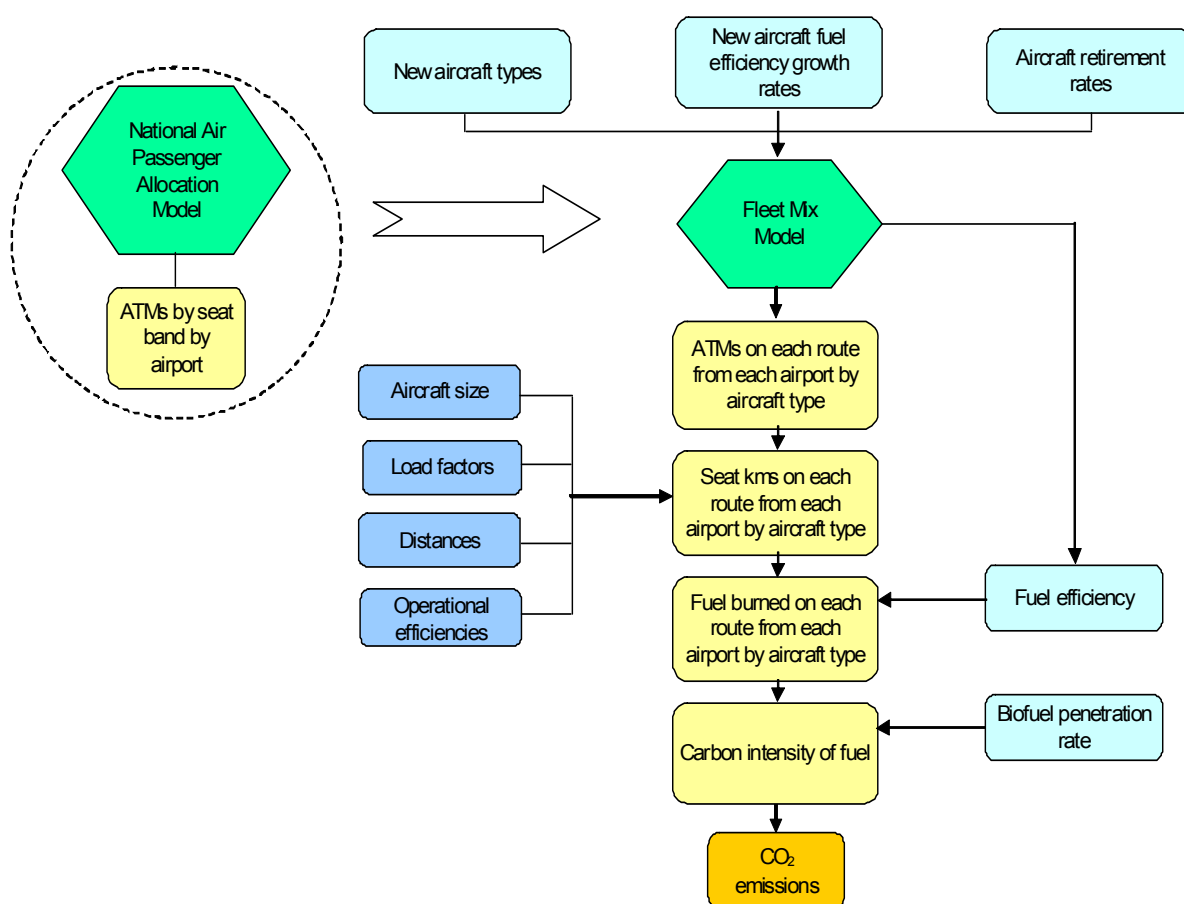 National Air
Passenger
Allocation
Model
ATMs by seat
band by
airport
New aircraft types
New aircraft fuel
efficiency growth
rates
Aircraft retirement
rates
Fleet Mix
Model
ATMs on each route
from each airport by
aircraft type
Aircraft size
Load factors
Distances
Operational
efficiencies
Seat kms on each
route from each
airport by aircraft type
Fuel burned on each
route from each
airport by aircraft type
Fuel efficiency
Carbon intensity of fuel
Biofuel penetration
rate
CO₂
emissions